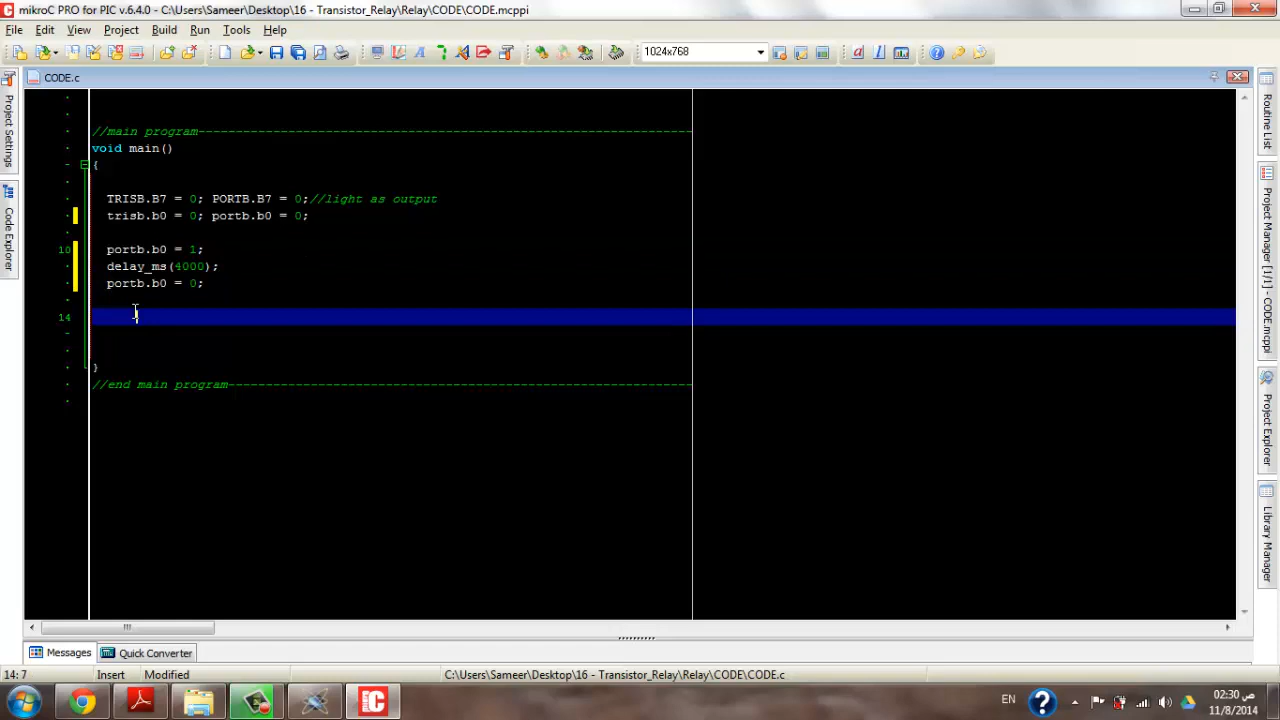 mikroC PRO for PIC v.6.4.0 - C:\Users\Sameer\Desktop\16 - Transistor_Relay\Relay\CODE\CODE.mcppi
File Edit View Project Build Run Tools Help
1024x768
CODE.c
Project Settings
Code Explorer
//main program
void main()
{
TRISB.B7 = 0; PORTB.B7 = 0;//light as output
trisb.b0 = 0; portb.b0 = 0;
10 portb.b0 = 1;
delay_ms(4000);
portb.b0 = 0;
14
}
//end main program
Routine List
Project Manager [1/1] - CODE.mcppi
Project Explorer
Library Manager
Messages Quick Converter
14:7 Insert Modified C:\Users\Sameer\Desktop\16 - Transistor_Relay\Relay\CODE\CODE.c
EN
02:30 ص
11/8/2014